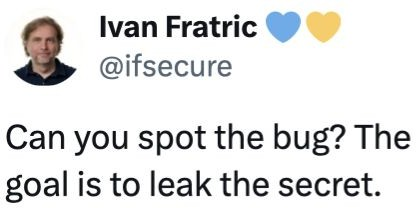 Ivan Fratric 💙💛
@ifsecure
Can you spot the bug? The
goal is to leak the secret.